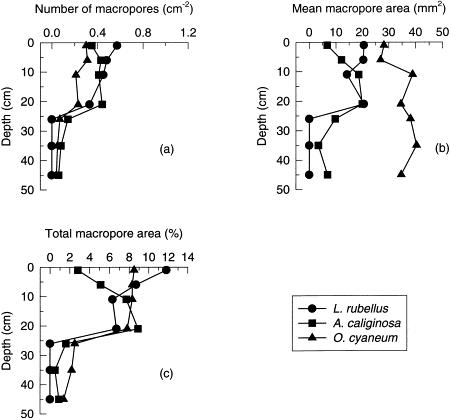 Number of macropores (cm-2)
0.0 0.4 0.8 1.2
0
10
20
30
40
50
Depth (cm)
(a)
Mean macropore area (mm2)
0 10 20 30 40 50
0
10
20
30
40
50
Depth (cm)
(b)
Total macropore area (%)
0 2 4 6 8 10 12 14
0
10
20
30
40
50
Depth (cm)
(c)
L. rubellus
A. caliginosa
O. cyaneum